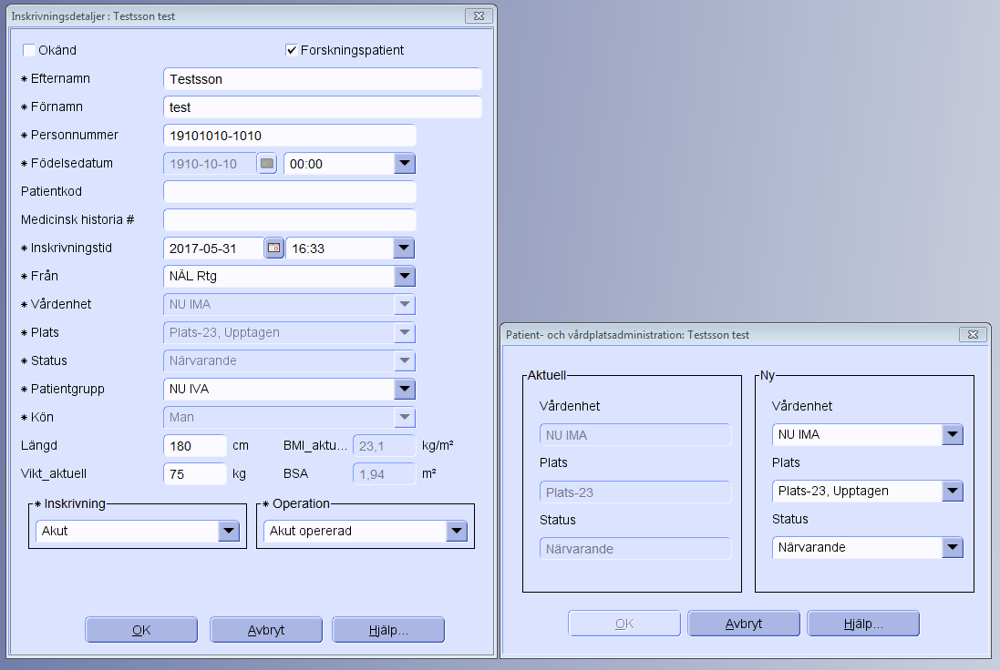 Inskrivningsdetaljer : Testsson test
Okänd
Forskningspatient
* Efternamn Testsson
* Förnamn test
* Personnummer 19101010-1010
* Födelsedatum 1910-10-10 00:00
Patientkod
Medicinsk historia #
* Inskrivningstid 2017-05-31 16:33
* Från NÄL Rtg
* Vårdenhet NU IMA
* Plats Plats-23, Upptagen
* Status Närvarande
* Patientgrupp NU IVA
* Kön Man
Längd 180 cm BMI_aktu... 23,1 kg/m²
Vikt_aktuell 75 kg BSA 1,94 m²
* Inskrivning
Akut
* Operation
Akut opererad
OK Avbryt Hjälp...
Patient- och vårdplatsadministration: Testsson test
Aktuell
Vårdenhet
NU IMA
Plats
Plats-23
Status
Närvarande
Ny
Vårdenhet
NU IMA
Plats
Plats-23, Upptagen
Status
Närvarande
OK Avbryt Hjälp...